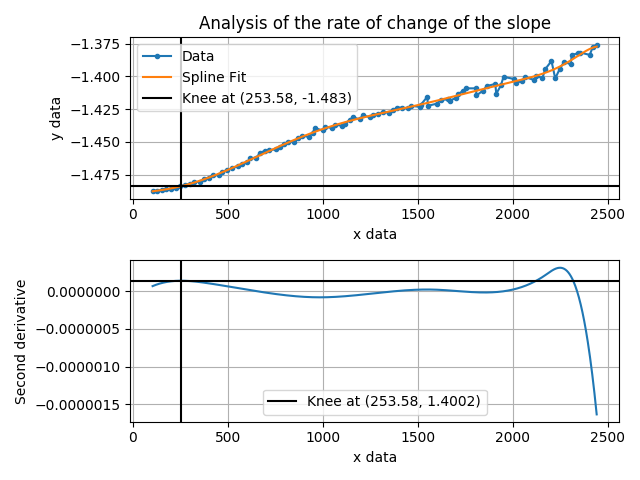 Analysis of the rate of change of the slope
−1.375
−1.400
−1.425
−1.450
−1.475
y data
Data
Spline Fit
Knee at (253.58, -1.483)
0
500
1000
1500
2000
2500
x data
0.0000000
−0.0000005
−0.0000010
−0.0000015
Second derivative
Knee at (253.58, 1.4002)
0
500
1000
1500
2000
2500
x data